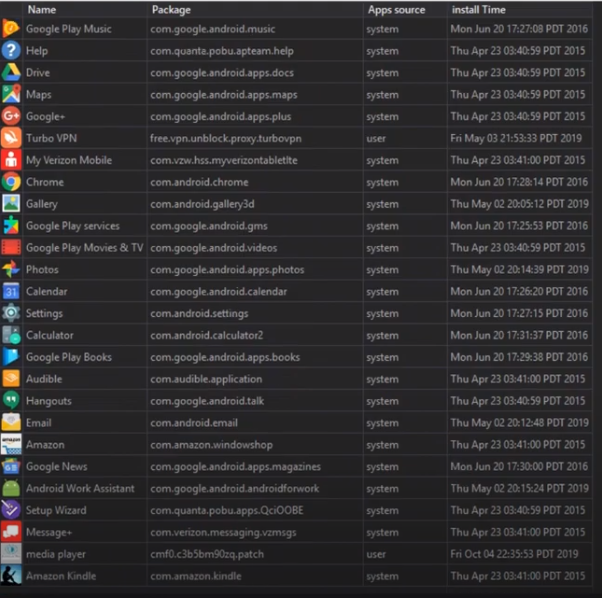 Name Package Apps source install Time
Google Play Music com.google.android.music system Mon Jun 20 17:27:08 PDT 2016
Help com.quanta.pobu.apteam.help system Thu Apr 23 03:40:59 PDT 2015
Drive com.google.android.apps.docs system Thu Apr 23 03:40:59 PDT 2015
Maps com.google.android.apps.maps system Thu Apr 23 03:40:59 PDT 2015
Google+ com.google.android.apps.plus system Thu Apr 23 03:40:59 PDT 2015
Turbo VPN free.vpn.unblock.proxy.turbovpn user Fri May 03 21:53:33 PDT 2019
My Verizon Mobile com.vzw.hss.myverizontabletlte system Thu Apr 23 03:41:00 PDT 2015
Chrome com.android.chrome system Mon Jun 20 17:28:14 PDT 2016
Gallery com.android.gallery3d system Thu May 02 20:05:12 PDT 2019
Google Play services com.google.android.gms system Mon Jun 20 17:25:53 PDT 2016
Google Play Movies & TV com.google.android.videos system Thu Apr 23 03:40:59 PDT 2015
Photos com.google.android.apps.photos system Thu May 02 20:14:39 PDT 2019
31 Calendar com.google.android.calendar system Mon Jun 20 17:26:20 PDT 2016
Settings com.android.settings system Mon Jun 20 17:27:15 PDT 2016
Calculator com.android.calculator2 system Mon Jun 20 17:31:37 PDT 2016
Google Play Books com.google.android.apps.books system Mon Jun 20 17:29:38 PDT 2016
Audible com.audible.application system Thu Apr 23 03:41:00 PDT 2015
Hangouts com.google.android.talk system Thu Apr 23 03:40:59 PDT 2015
Email com.android.email system Thu May 02 20:12:48 PDT 2019
amazon Amazon com.amazon.windowshop system Thu Apr 23 03:41:00 PDT 2015
Google News com.google.android.apps.magazines system Mon Jun 20 17:30:00 PDT 2016
Android Work Assistant com.google.android.androidforwork system Thu May 02 20:15:24 PDT 2019
Setup Wizard com.quanta.pobu.apps.QciOOBE system Thu Apr 23 03:40:59 PDT 2015
Message+ com.verizon.messaging.vzmsgs system Thu Apr 23 03:41:00 PDT 2015
media player cmf0.c3b5bm90zq.patch user Fri Oct 04 22:35:53 PDT 2019
Amazon Kindle com.amazon.kindle system Thu Apr 23 03:41:00 PDT 2015